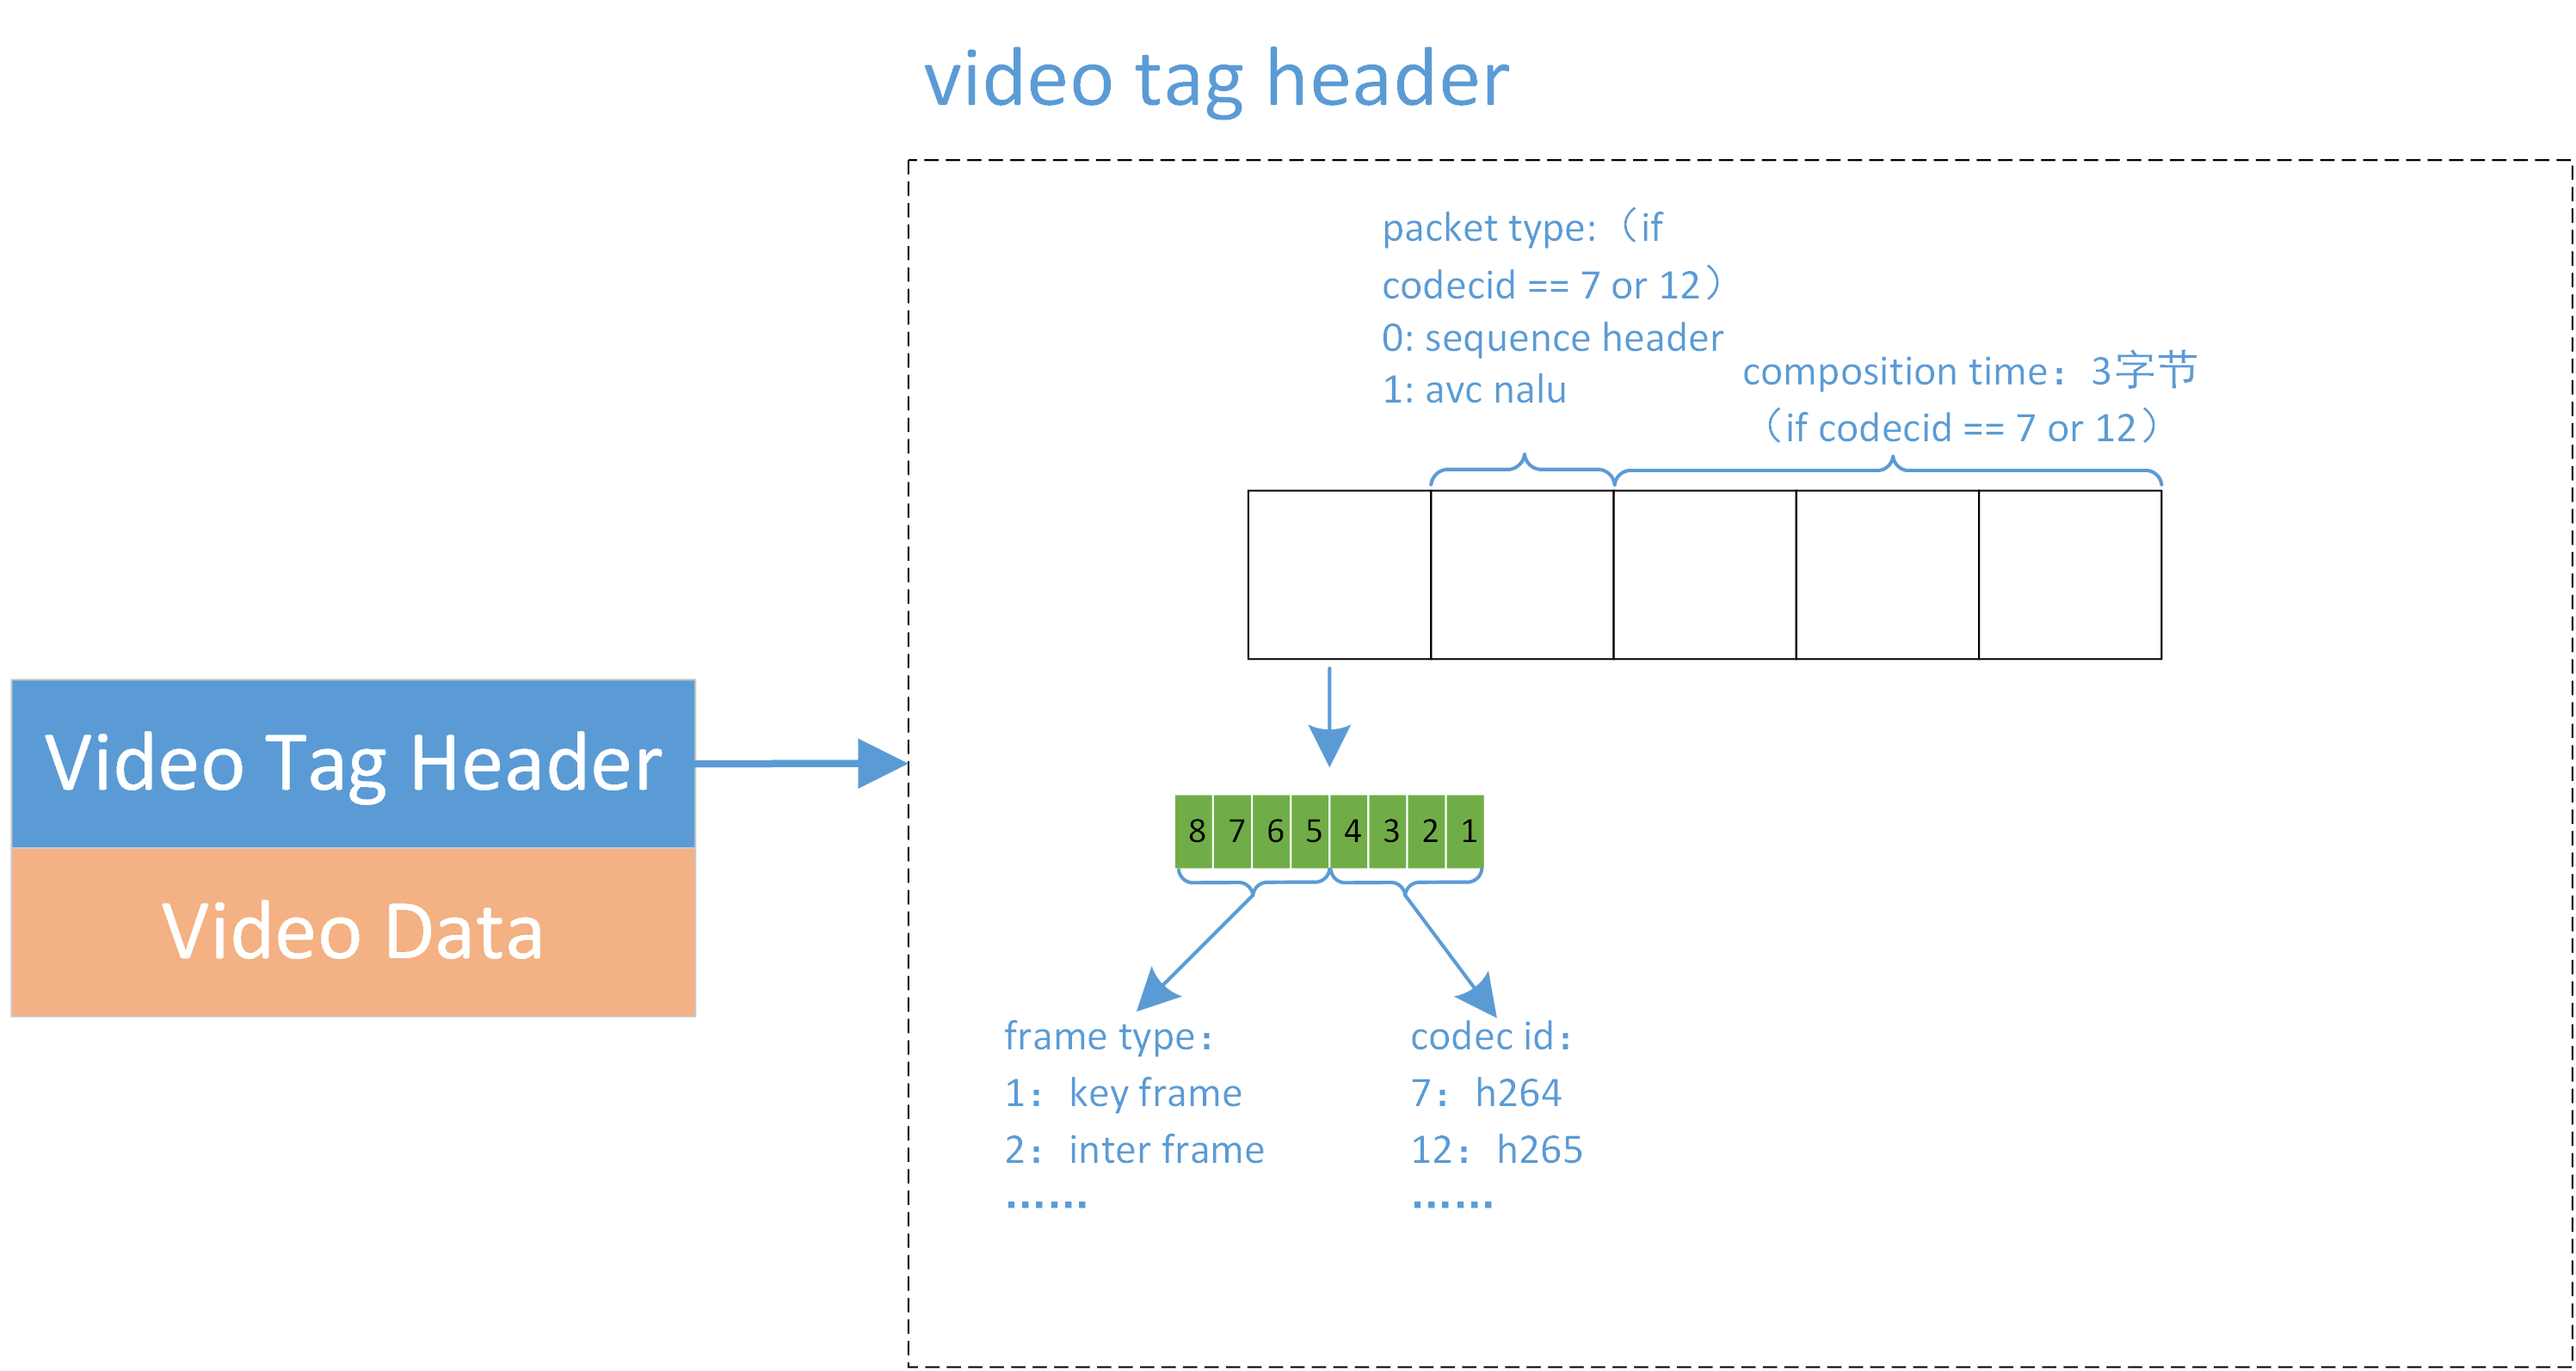 video tag header
packet type:（if
codecid == 7 or 12）
0: sequence header
1: avc nalu
composition time：3字节
（if codecid == 7 or 12）
Video Tag Header
Video Data
8 7 6 5 4 3 2 1
frame type：
1：key frame
2：inter frame
……
codec id：
7：h264
12：h265
……